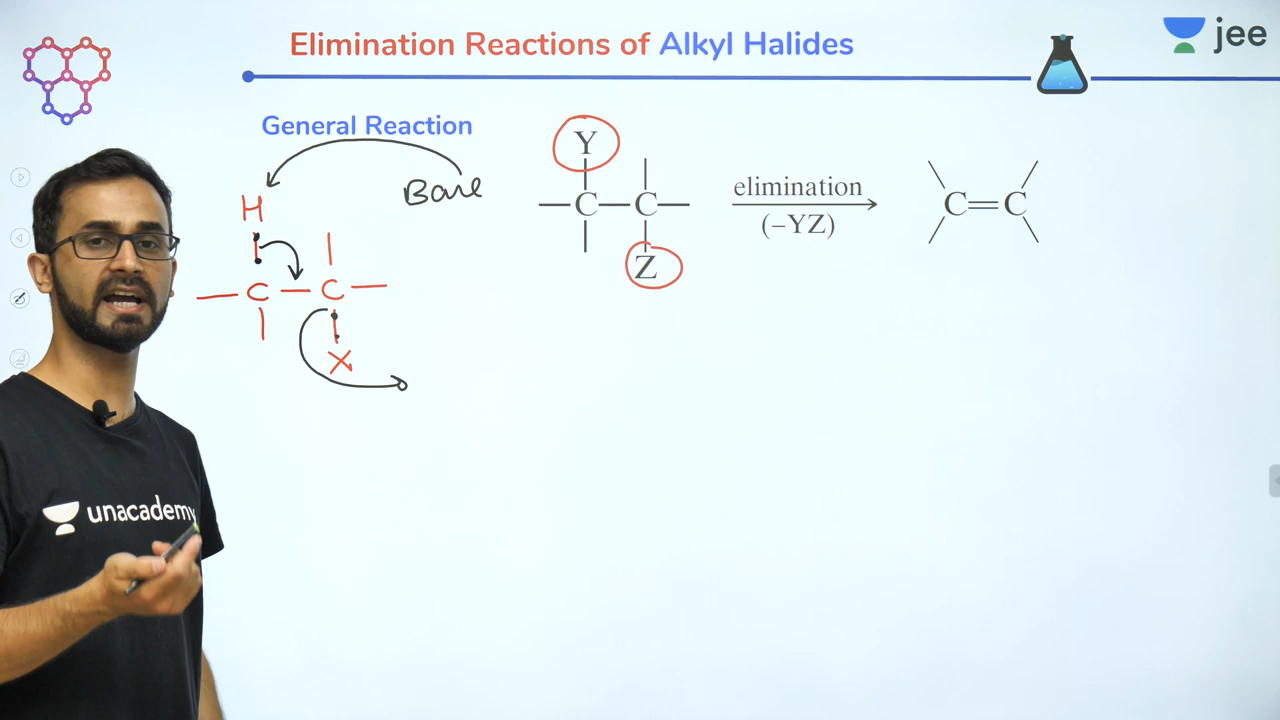 Elimination Reactions of Alkyl Halides
jee
General Reaction
Base
H
C C
X
Y
C C
Z
elimination
(−YZ)
C=C
unacademy